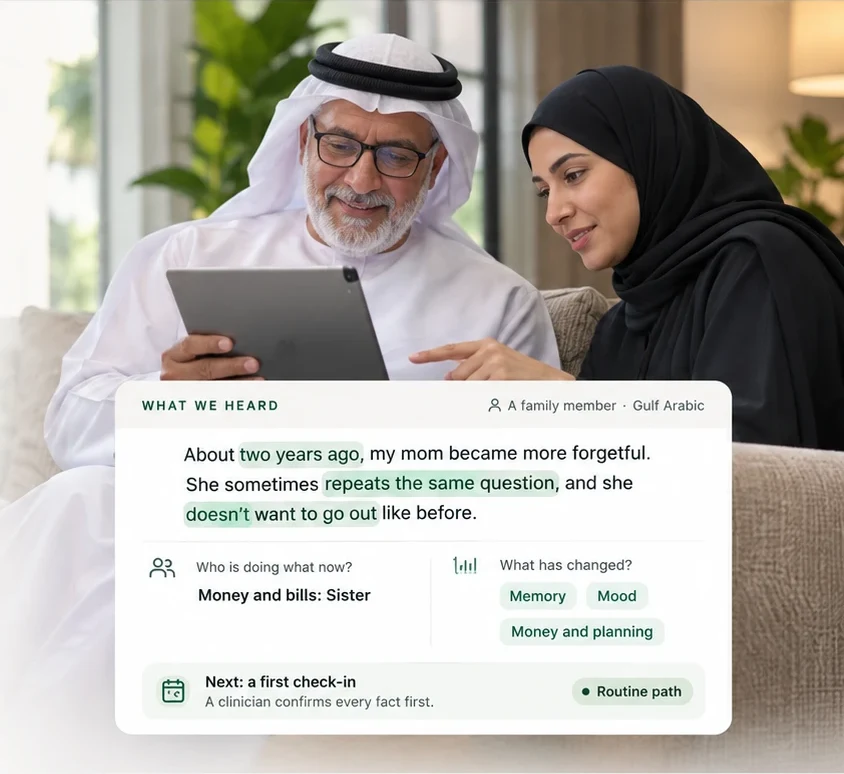 WHAT WE HEARD
A family member · Gulf Arabic
About two years ago, my mom became more forgetful.
She sometimes repeats the same question, and she
doesn’t want to go out like before.
Who is doing what now?
Money and bills: Sister
What has changed?
Memory
Mood
Money and planning
Next: a first check-in
A clinician confirms every fact first.
Routine path